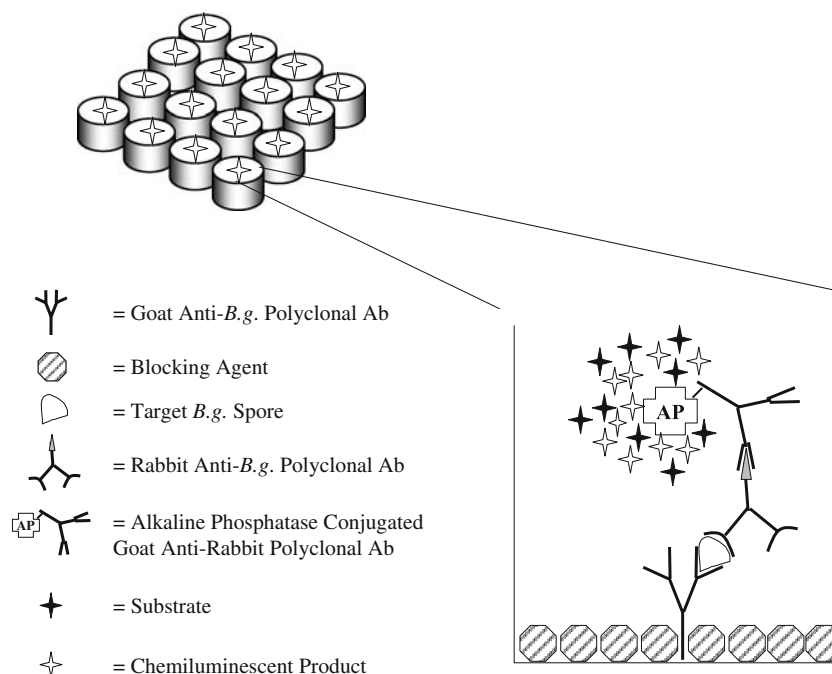 = Goat Anti-B.g. Polyclonal Ab
= Blocking Agent
= Target B.g. Spore
= Rabbit Anti-B.g. Polyclonal Ab
AP
= Alkaline Phosphatase Conjugated
Goat Anti-Rabbit Polyclonal Ab
= Substrate
= Chemiluminescent Product
AP